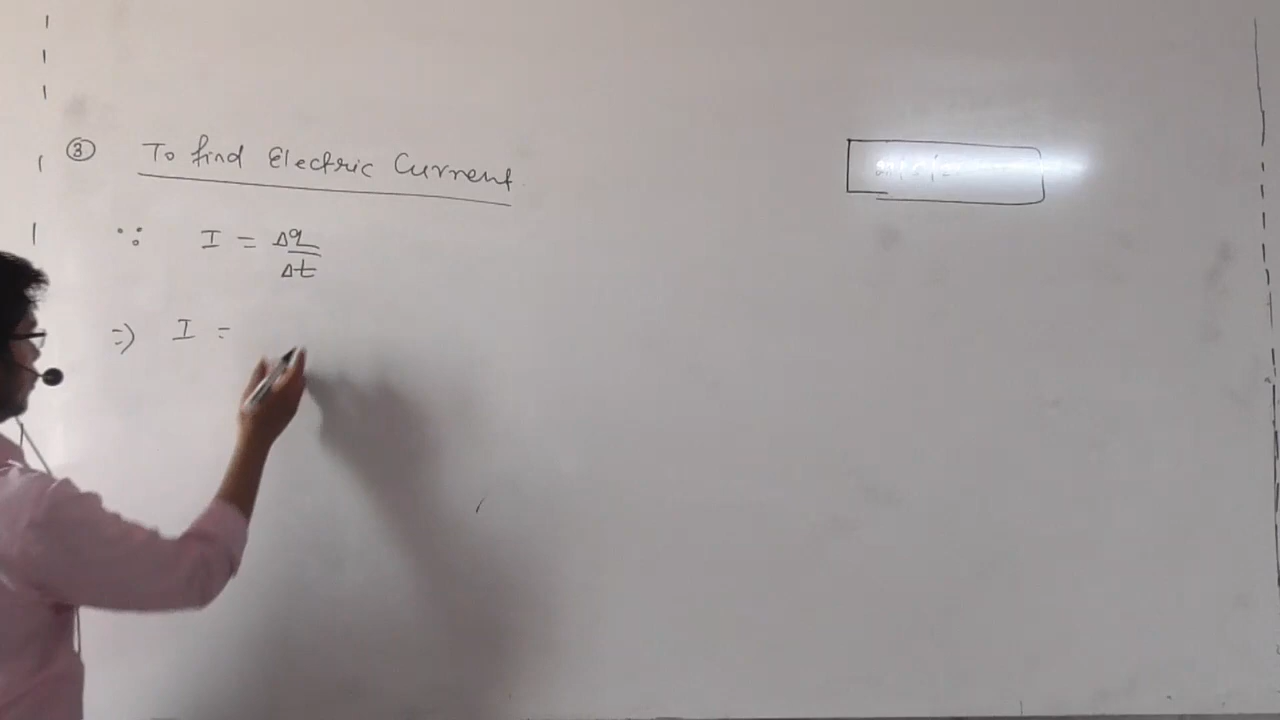 ③ To find Electric Current
∵ I = Δq/Δt
⇒ I =